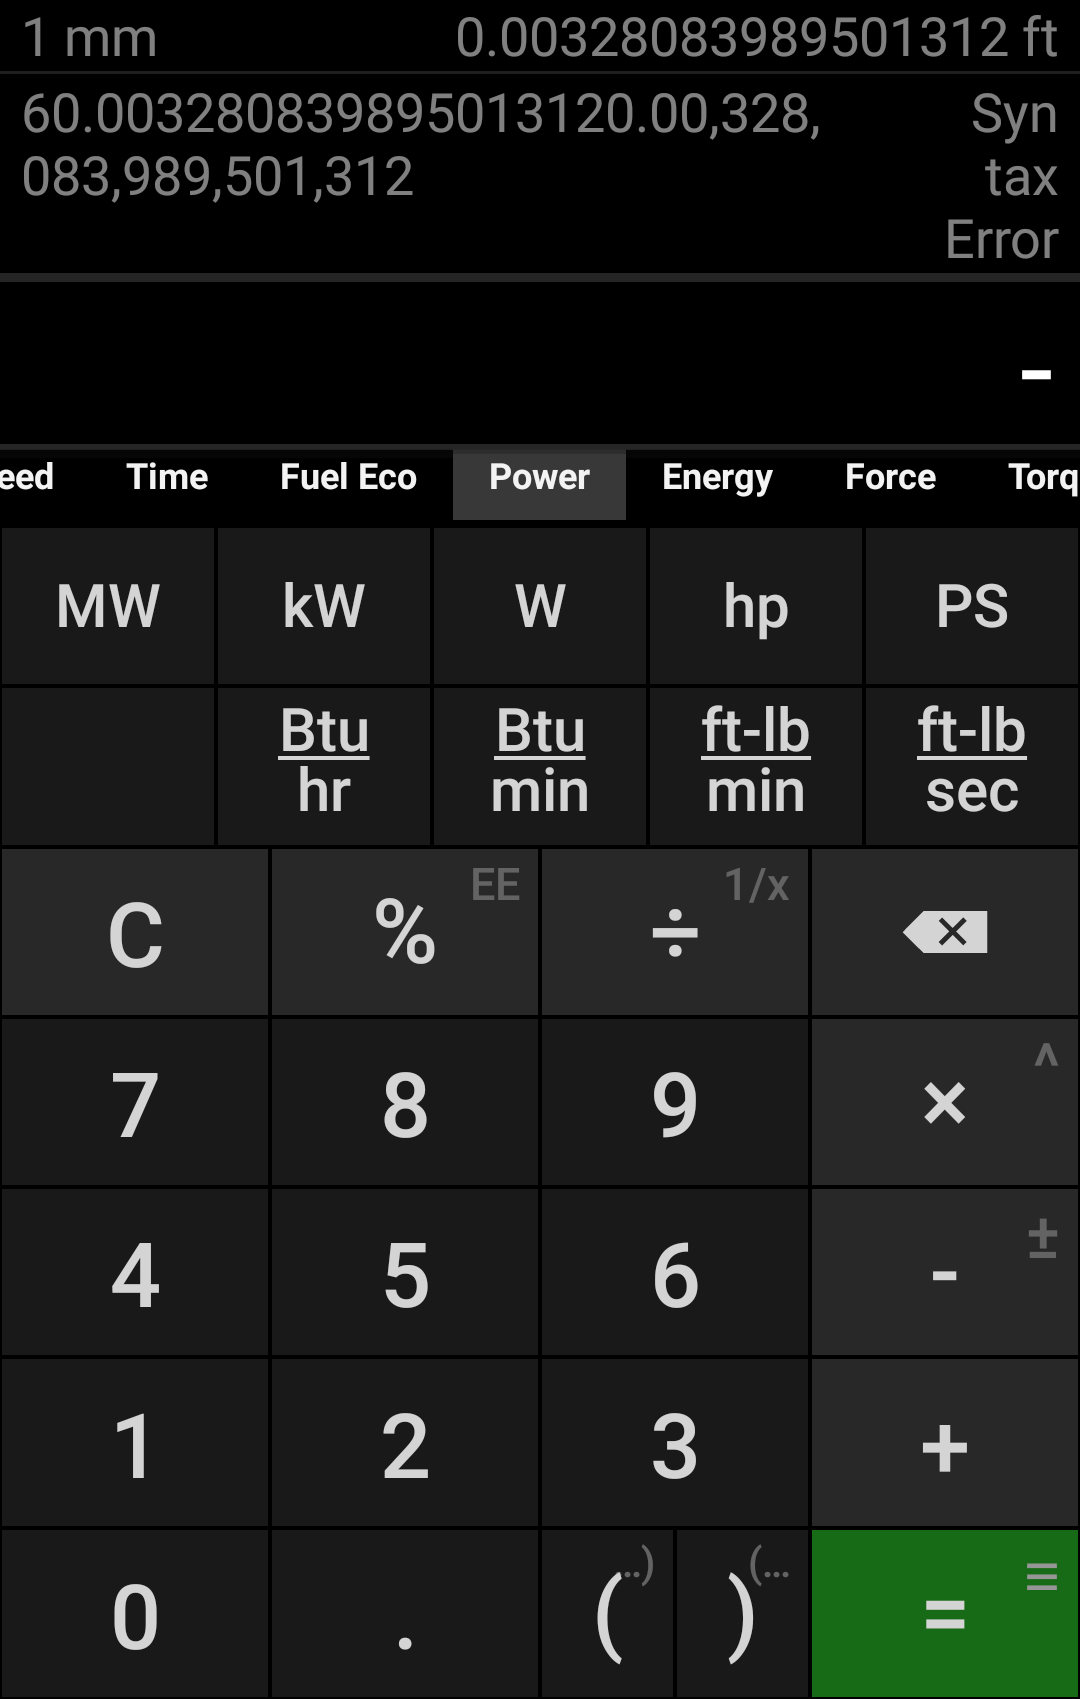 1 mm 0.00328083989501312 ft
60.003280839895013120.00,328, Syn
083,989,501,312 tax
Error
-
eed Time Fuel Eco Power Energy Force Torq
MW kW W hp PS
Btu Btu ft-lb ft-lb
hr min min sec
C % EE ÷ 1/x
7 8 9 × ^
4 5 6 - ±
1 2 3 +
0 . ( ..) ) (... = ≡